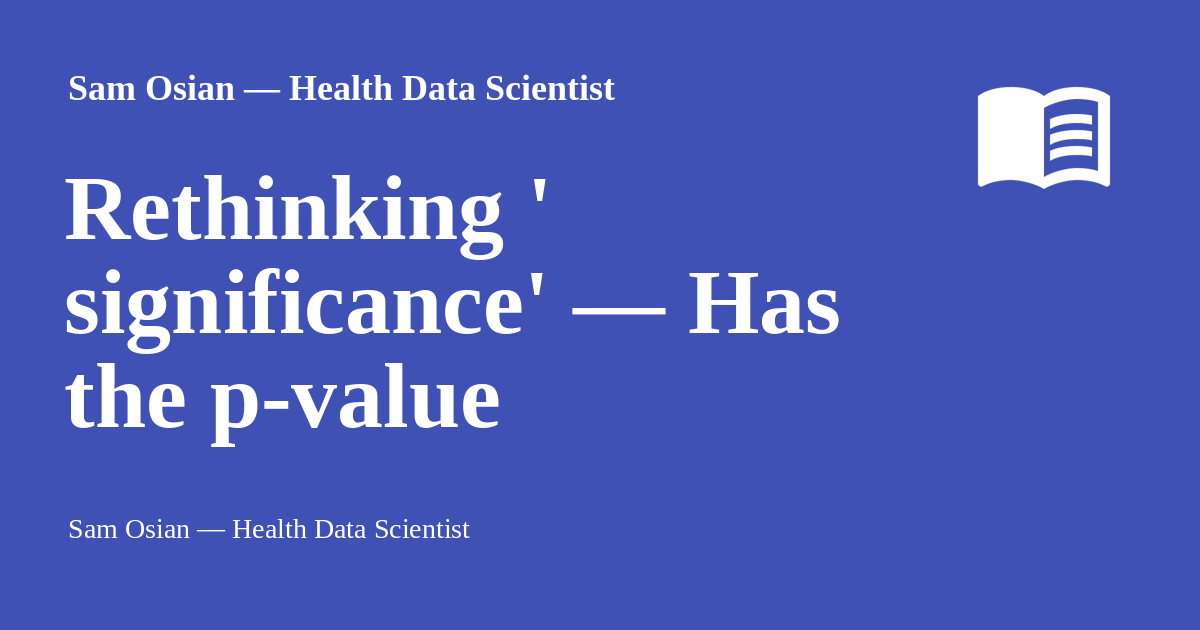 Sam Osian — Health Data Scientist
Rethinking '
significance' — Has
the p-value
Sam Osian — Health Data Scientist